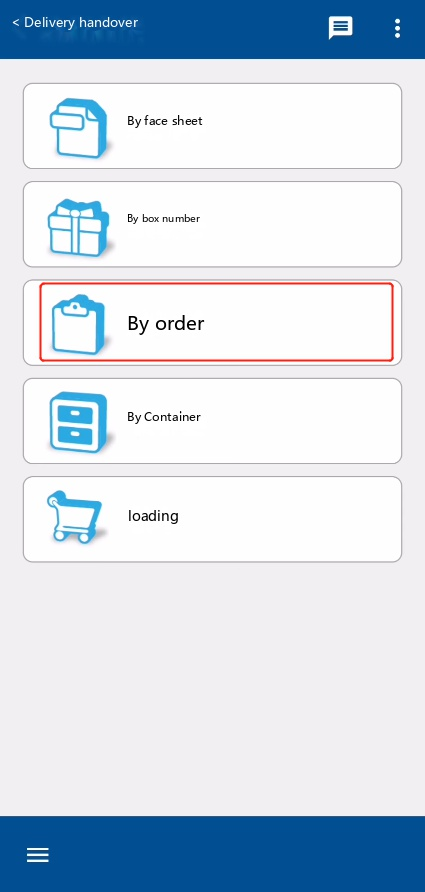 < Delivery handover
By face sheet
By box number
By order
By Container
loading